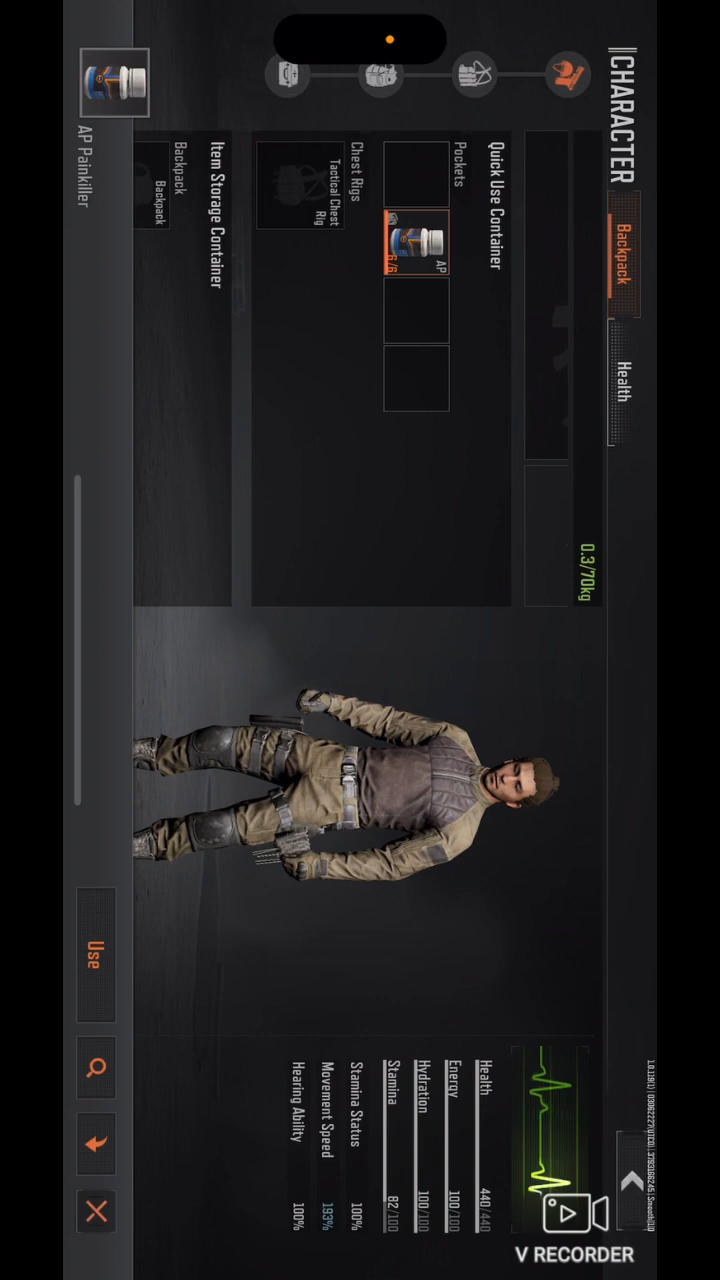 CHARACTER
Backpack
Health
0.3/70kg
Quick Use Container
Pockets
AP
6/6
Chest Rigs
Tactical Chest
Rig
Item Storage Container
Backpack
Backpack
AP Painkiller
Use
Health 440/440
Energy 100/100
Hydration 100/100
Stamina 82/100
Stamina Status 100%
Movement Speed 193%
Hearing Ability 100%
V RECORDER